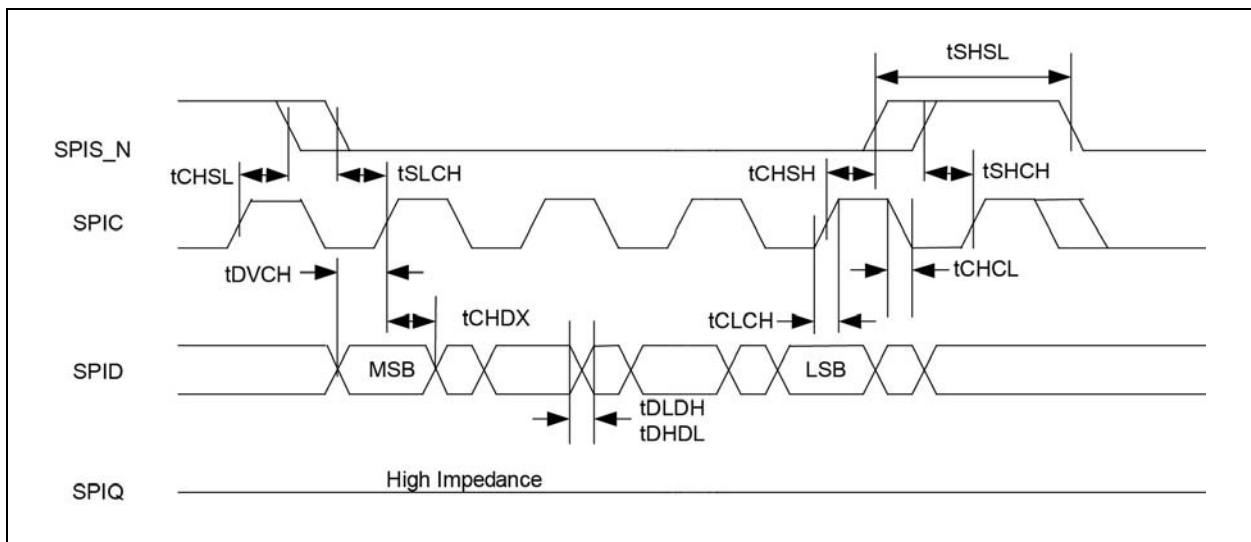 tSHSL
SPIS_N
tCHSL
tSLCH
tCHSH
tSHCH
SPIC
tDVCH
tCHCL
tCHDX
tCLCH
SPID
MSB
LSB
tDLDH
tDHDL
High Impedance
SPIQ